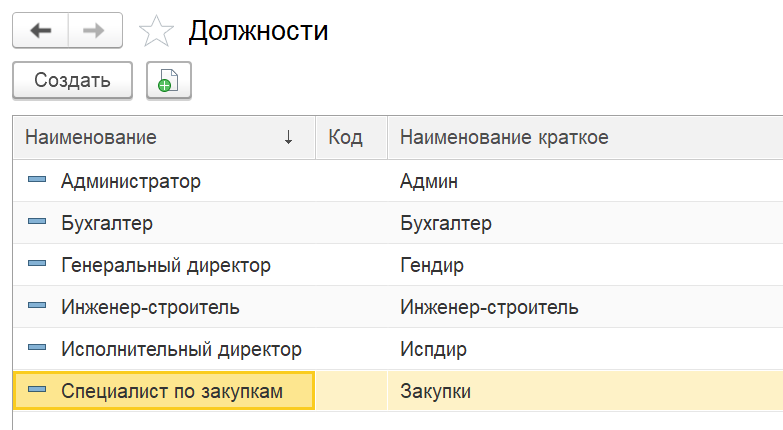 Должности
Создать
Наименование ↓ Код Наименование краткое
Администратор Админ
Бухгалтер Бухгалтер
Генеральный директор Гендир
Инженер-строитель Инженер-строитель
Исполнительный директор Испдир
Специалист по закупкам Закупки